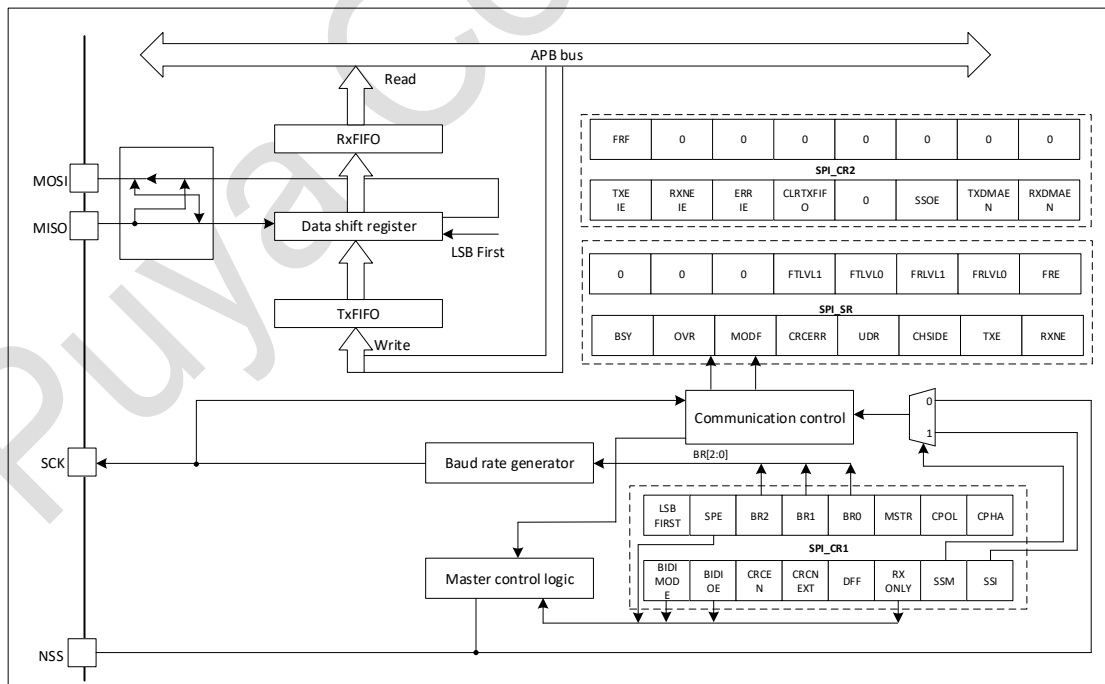 APB bus
Read
RxFIFO
MOSI
MISO
Data shift register
LSB First
TxFIFO
Write
FRF 0 0 0 0 0 0 0
SPI_CR2
TXE IE
RXNE IE
ERR IE
CLRTXFIF O
0
SSOE
TXDMAE N
RXDMAE N
0 0 0 FTLVL1 FTLVL0 FRLVL1 FRLVL0 FRE
SPI_SR
BSY OVR MODF CRCERR UDR CHSIDE TXE RXNE
Communication control
0
1
SCK
Baud rate generator
BR[2:0]
LSB FIRST
SPE BR2 BR1 BR0 MSTR CPOL CPHA
SPI_CR1
Master control logic
BIDI MOD E
BIDI OE
CRCE N
CRCN EXT
DFF
RX ONLY
SSM
SSI
NSS